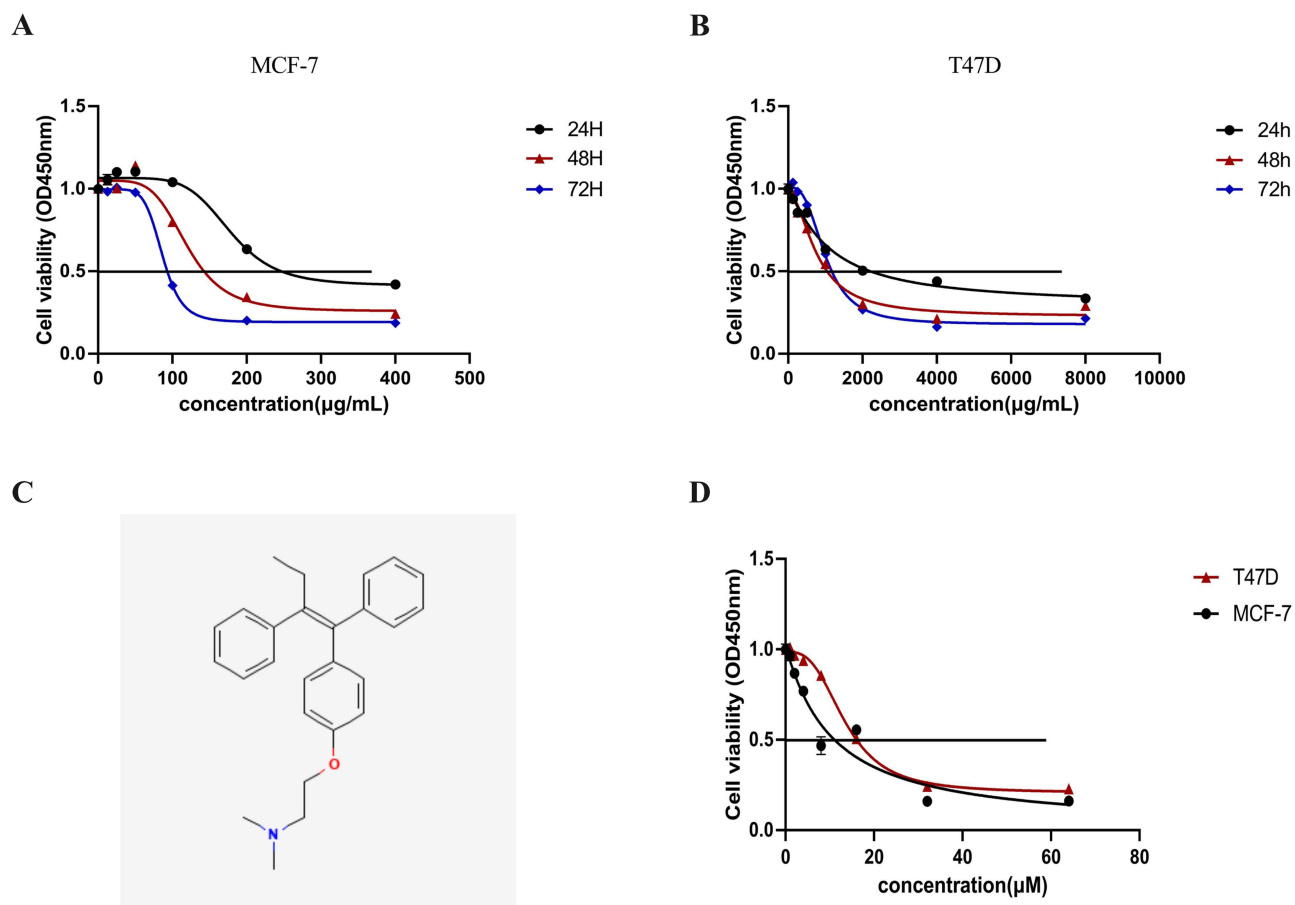 A
MCF-7
Cell viability (OD450nm)
1.5
1.0
0.5
0.0
0 100 200 300 400 500
concentration(µg/mL)
24H
48H
72H
B
T47D
Cell viability (OD450nm)
1.5
1.0
0.5
0.0
0 2000 4000 6000 8000 10000
concentration(µg/mL)
24h
48h
72h
C
O
N
D
Cell viability (OD450nm)
1.5
1.0
0.5
0.0
0 20 40 60 80
concentration(µM)
T47D
MCF-7